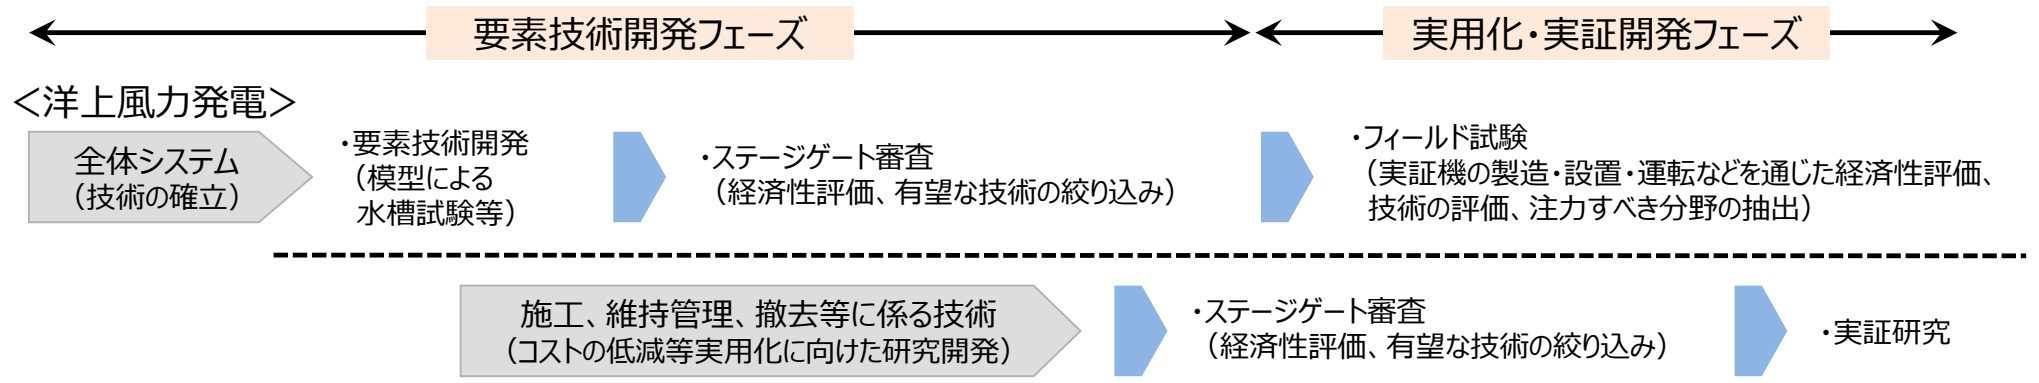 要素技術開発フェーズ
実用化・実証開発フェーズ
＜洋上風力発電＞
全体システム
（技術の確立）
・要素技術開発
（模型による
水槽試験等）
・ステージゲート審査
（経済性評価、有望な技術の絞り込み）
・フィールド試験
（実証機の製造・設置・運転などを通じた経済性評価、
技術の評価、注力すべき分野の抽出）
施工、維持管理、撤去等に係る技術
（コストの低減等実用化に向けた研究開発）
・ステージゲート審査
（経済性評価、有望な技術の絞り込み）
・実証研究